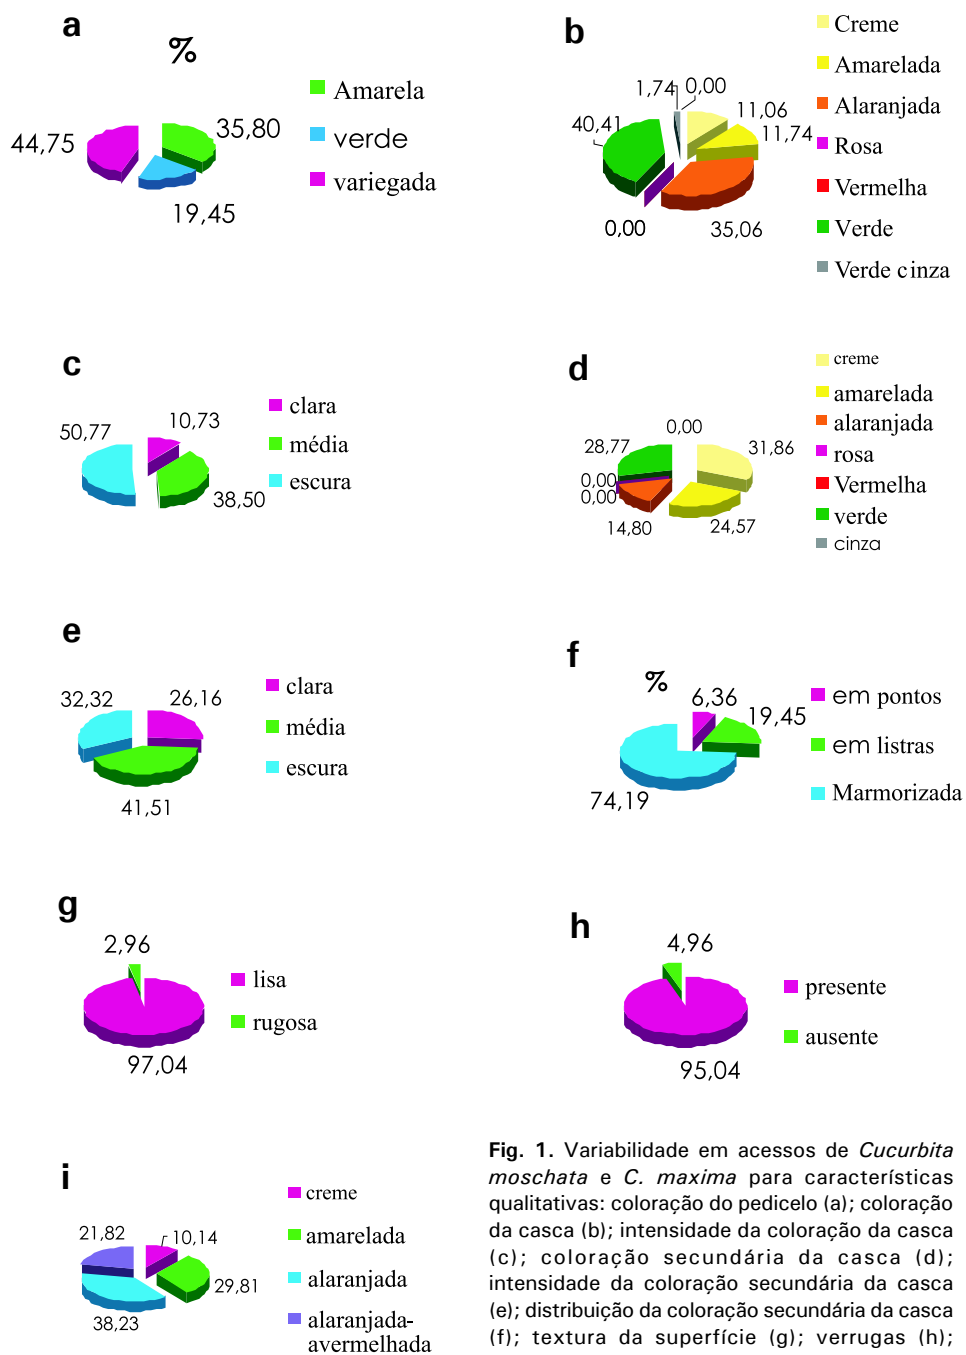 a
%
44,75
35,80
19,45
Amarela
verde
variegada
b
1,74
0,00
11,06
11,74
40,41
0,00
35,06
Creme
Amarelada
Alaranjada
Rosa
Vermelha
Verde
Verde cinza
c
50,77
10,73
38,50
clara
média
escura
d
0,00
28,77
31,86
0,00
0,00
14,80
24,57
creme
amarelada
alaranjada
rosa
Vermelha
verde
cinza
e
32,32
26,16
41,51
clara
média
escura
f
%
6,36
19,45
74,19
em pontos
em listras
Marmorizada
g
2,96
97,04
lisa
rugosa
h
4,96
95,04
presente
ausente
i
21,82
10,14
29,81
38,23
creme
amarelada
alaranjada
alaranjada-
avermelhada
Fig. 1. Variabilidade em acessos de Cucurbita
moschata e C. maxima para características
qualitativas: coloração do pedicelo (a); coloração
da casca (b); intensidade da coloração da casca
(c); coloração secundária da casca (d);
intensidade da coloração secundária da casca
(e); distribuição da coloração secundária da casca
(f); textura da superfície (g); verrugas (h);